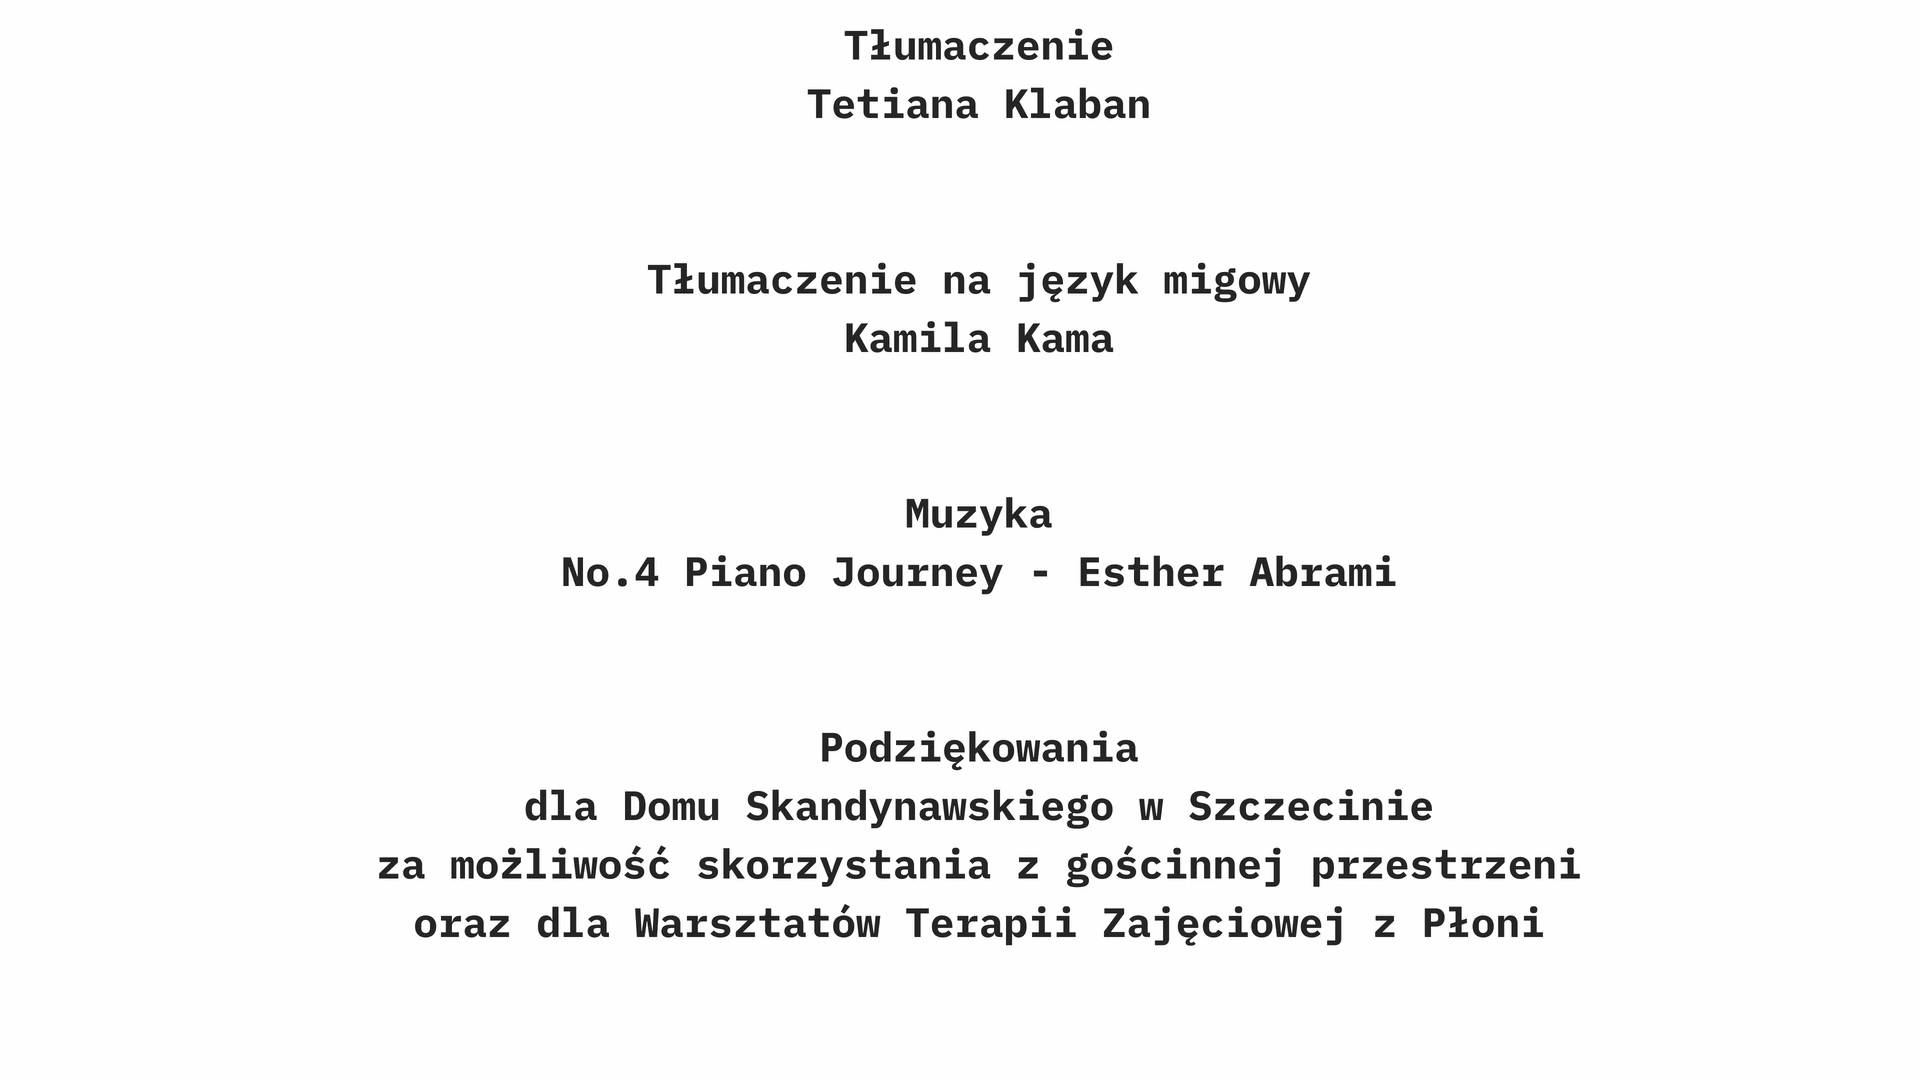 Tłumaczenie
Tetiana Klaban
Tłumaczenie na język migowy
Kamila Kama
Muzyka
No.4 Piano Journey - Esther Abrami
Podziękowania
dla Domu Skandynawskiego w Szczecinie
za możliwość skorzystania z gościnnej przestrzeni
oraz dla Warsztatów Terapii Zajęciowej z Płoni